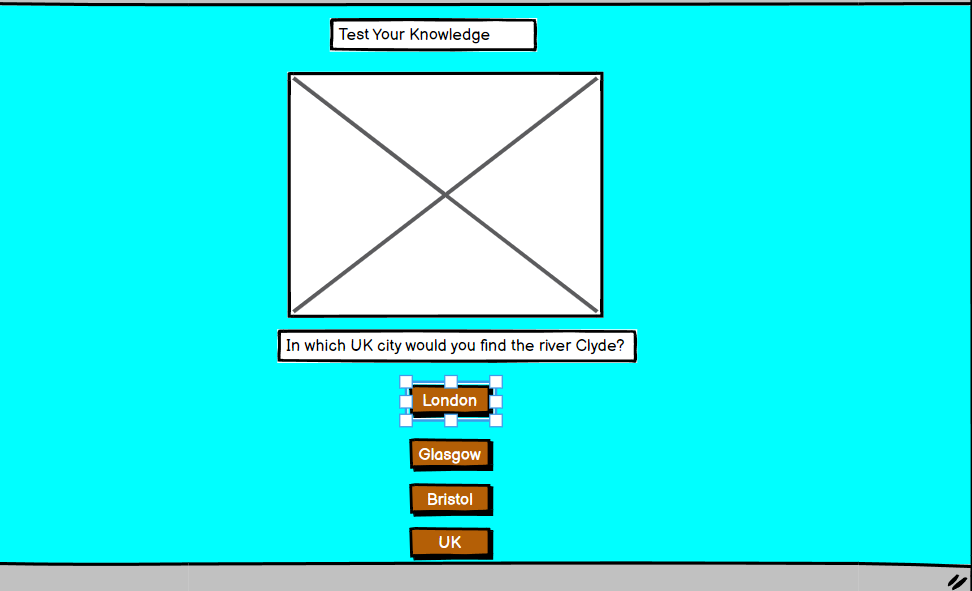 Test Your Knowledge
In which UK city would you find the river Clyde?
London
Glasgow
Bristol
UK